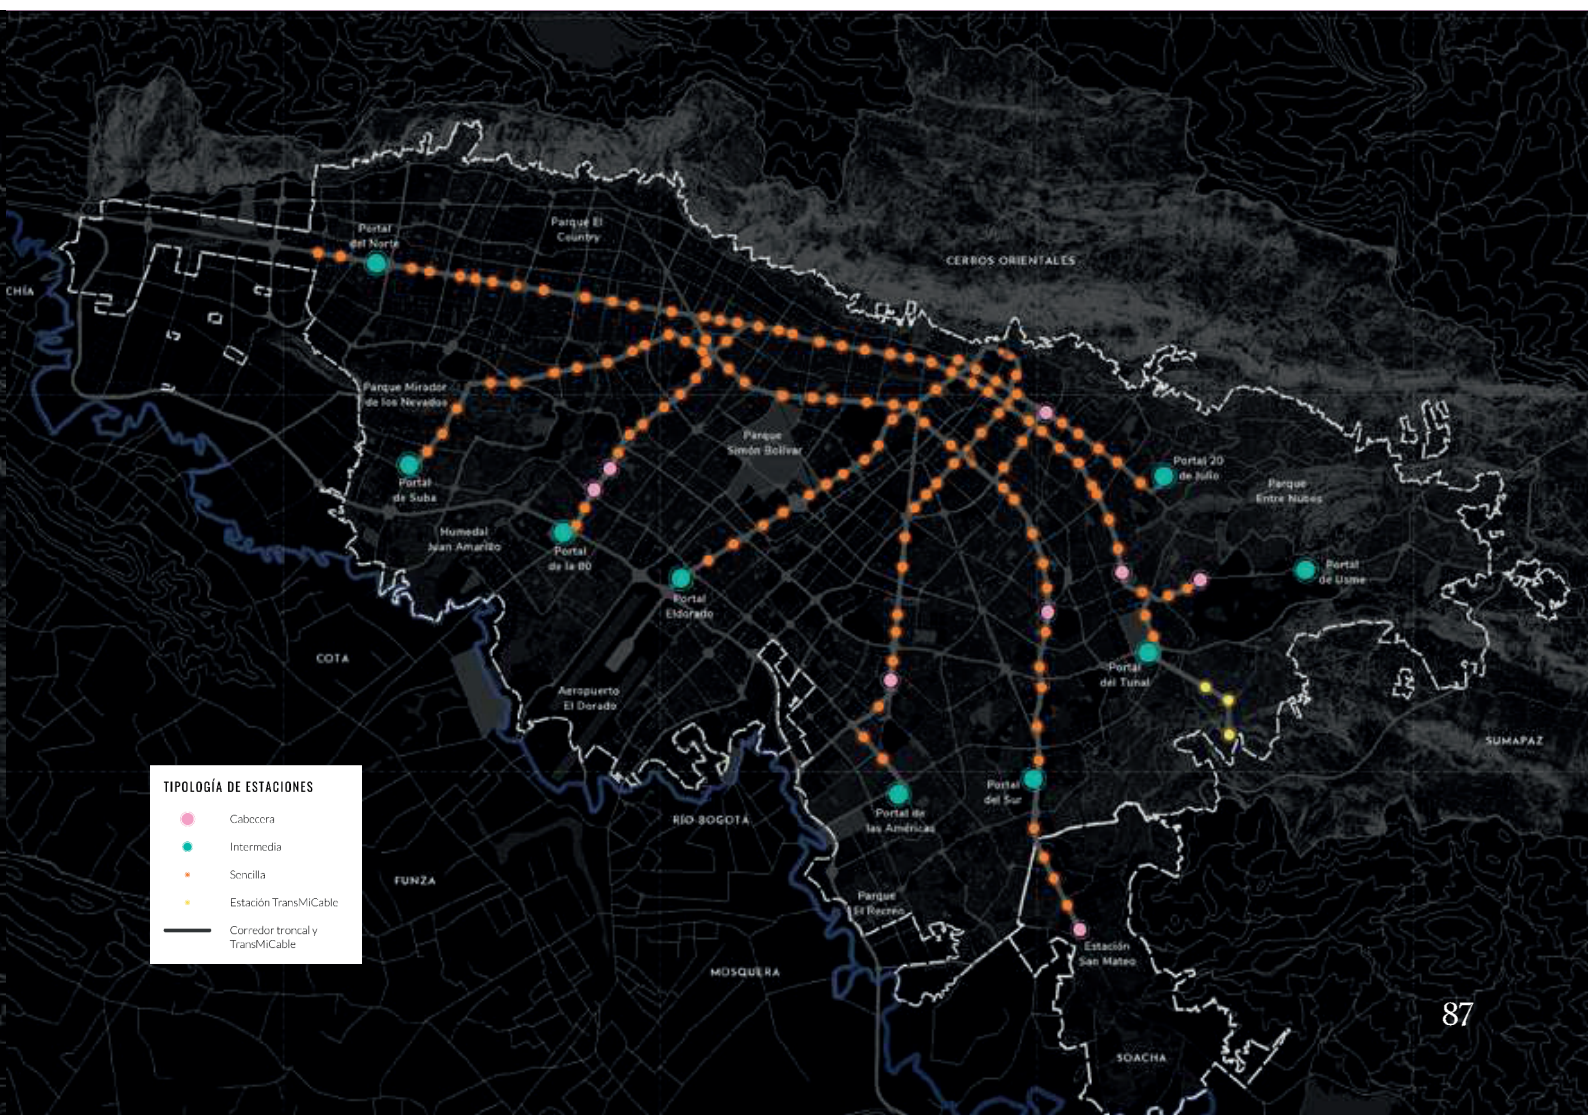 Portal
del Norte
Parque El
Country
CERROS ORIENTALES
CHÍA
Parque Mirador
de los Nevados
Parque
Simón Bolívar
Portal
de Suba
Portal 20
de Julio
Parque
Entre Nubes
Humedal
Juan Amarillo
Portal
de la 80
Portal
de Usme
Portal
Eldorado
COTA
Portal
del Tunal
Aeropuerto
El Dorado
SUMAPAZ
TIPOLOGÍA DE ESTACIONES
Cabecera
Intermedia
Sencilla
Estación TransMiCable
Corredor troncal y
TransMiCable
Portal
del Sur
RÍO BOGOTÁ
Portal de
las Américas
FUNZA
Parque
El Recreo
Estación
San Mateo
MOSQUERA
87
SOACHA